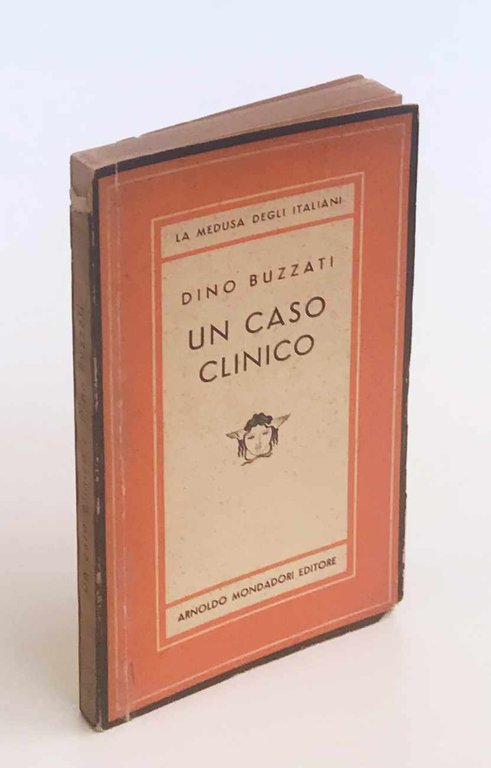 LA MEDUSA DEGLI ITALIANI
DINO BUZZATI
UN CASO
CLINICO
ARNOLDO MONDADORI EDITORE